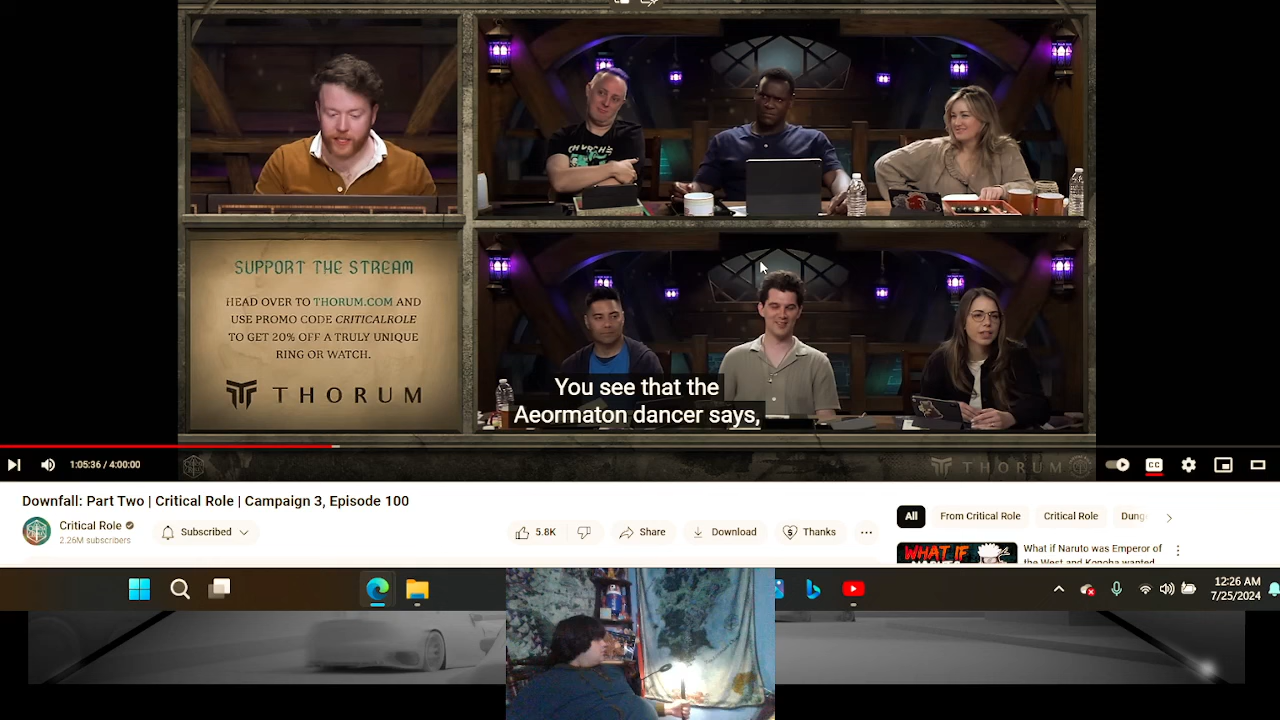 SUPPORT THE STREAM
HEAD OVER TO THORUM.COM AND
USE PROMO CODE CRITICALROLE
TO GET 20% OFF A TRULY UNIQUE
RING OR WATCH.
THORUM
You see that the
Aeormaton dancer says,
1:05:36 / 4:00:00
CC
THORUM
Downfall: Part Two | Critical Role | Campaign 3, Episode 100
Critical Role
2.26M subscribers
Subscribed
5.8K
Share
Download
Thanks
All
From Critical Role
Critical Role
Dung
WHAT IF
What if Naruto was Emperor of
the West and Konoha wanted
12:26 AM
7/25/2024